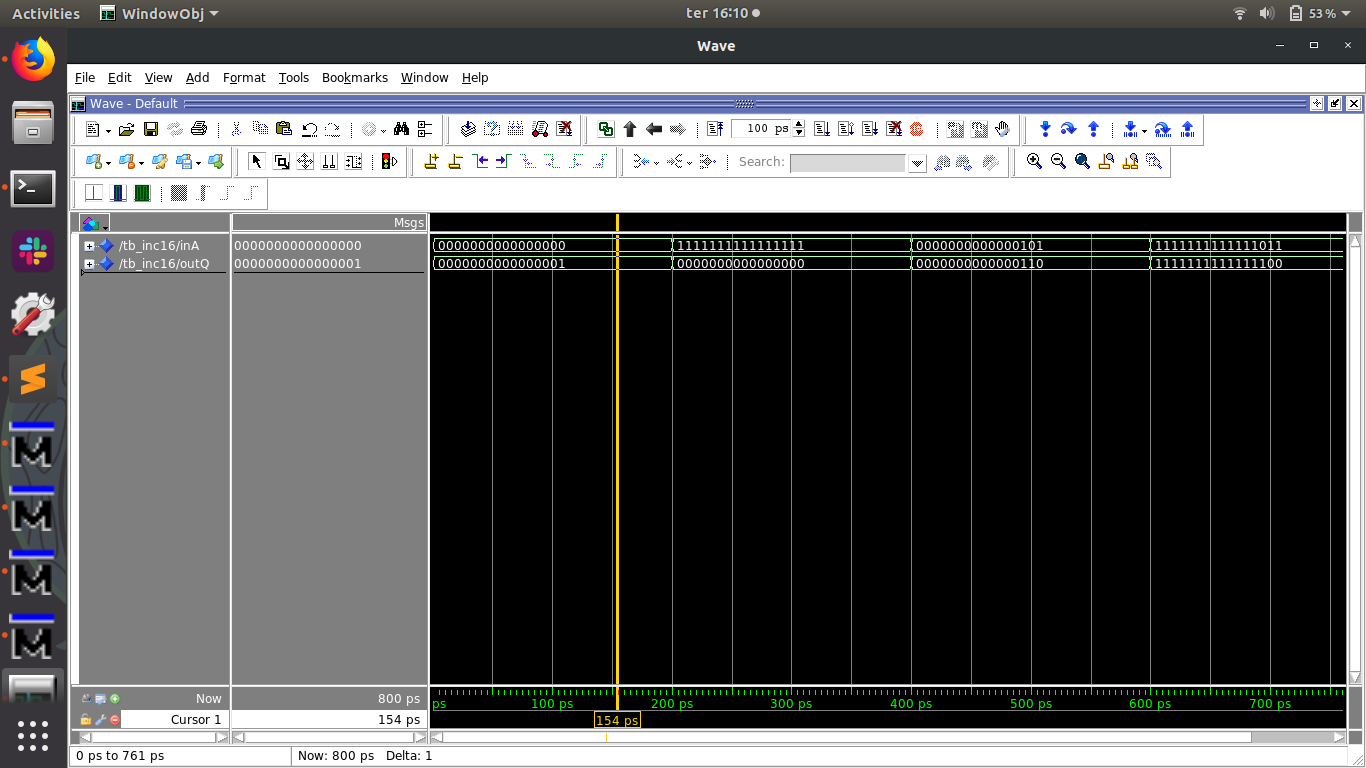 Activities WindowObj ter 16:10 53 %
Wave
File Edit View Add Format Tools Bookmarks Window Help
Wave - Default
100 ps
Search:
Msgs
/tb_inc16/inA 0000000000000000 0000000000000000 1111111111111111 0000000000000101 1111111111111011
/tb_inc16/outQ 0000000000000001 0000000000000001 0000000000000000 0000000000000110 1111111111111100
Now 800 ps ps 100 ps 200 ps 300 ps 400 ps 500 ps 600 ps 700 ps
Cursor 1 154 ps 154 ps
0 ps to 761 ps Now: 800 ps Delta: 1